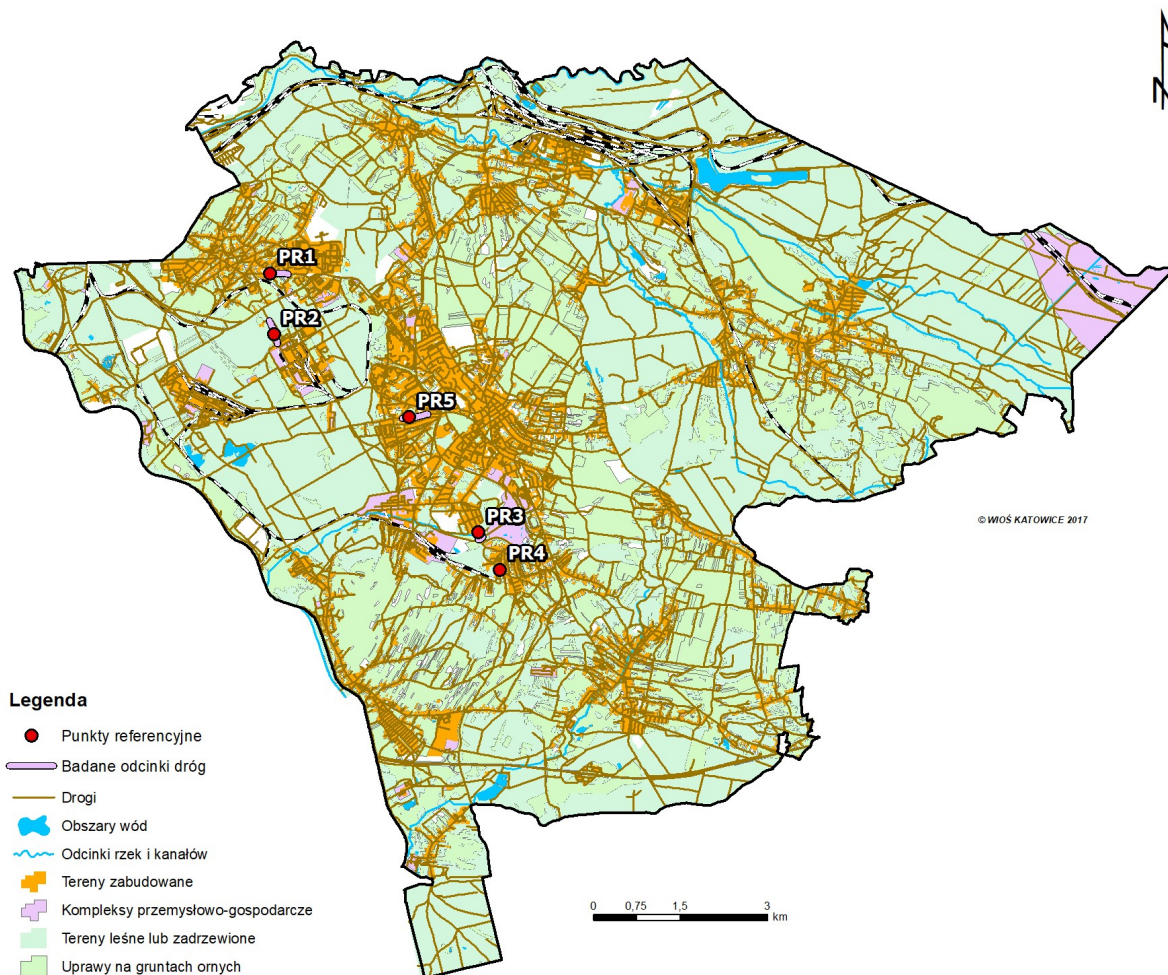 N
PR1
PR2
PR5
PR3
PR4
© WIOŚ KATOWICE 2017
Legenda
Punkty referencyjne
Badane odcinki dróg
Drogi
Obszary wód
Odcinki rzek i kanałów
Tereny zabudowane
Kompleksy przemysłowo-gospodarcze
Tereny leśne lub zadrzewione
Uprawy na gruntach ornych
0 0,75 1,5 3
km